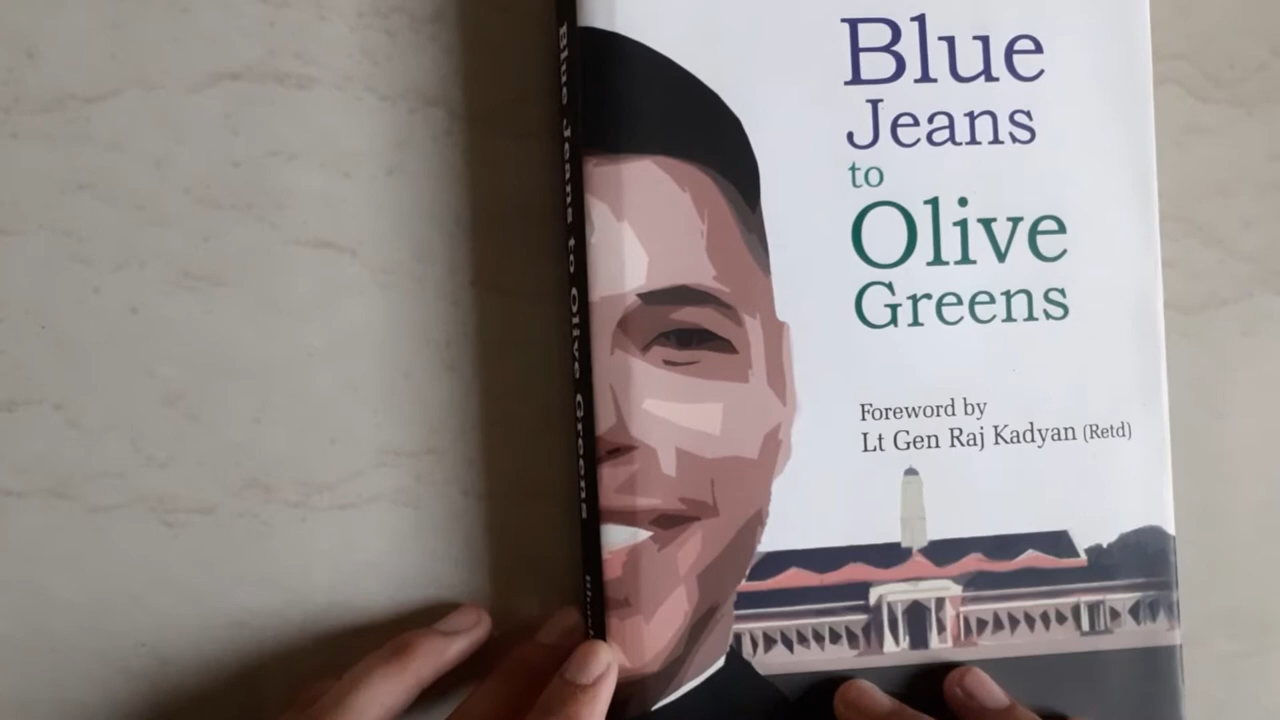 Blue
Jeans
to
Olive
Greens
Foreword by
Lt Gen Raj Kadyan (Retd)
Blue Jeans to Olive Greens